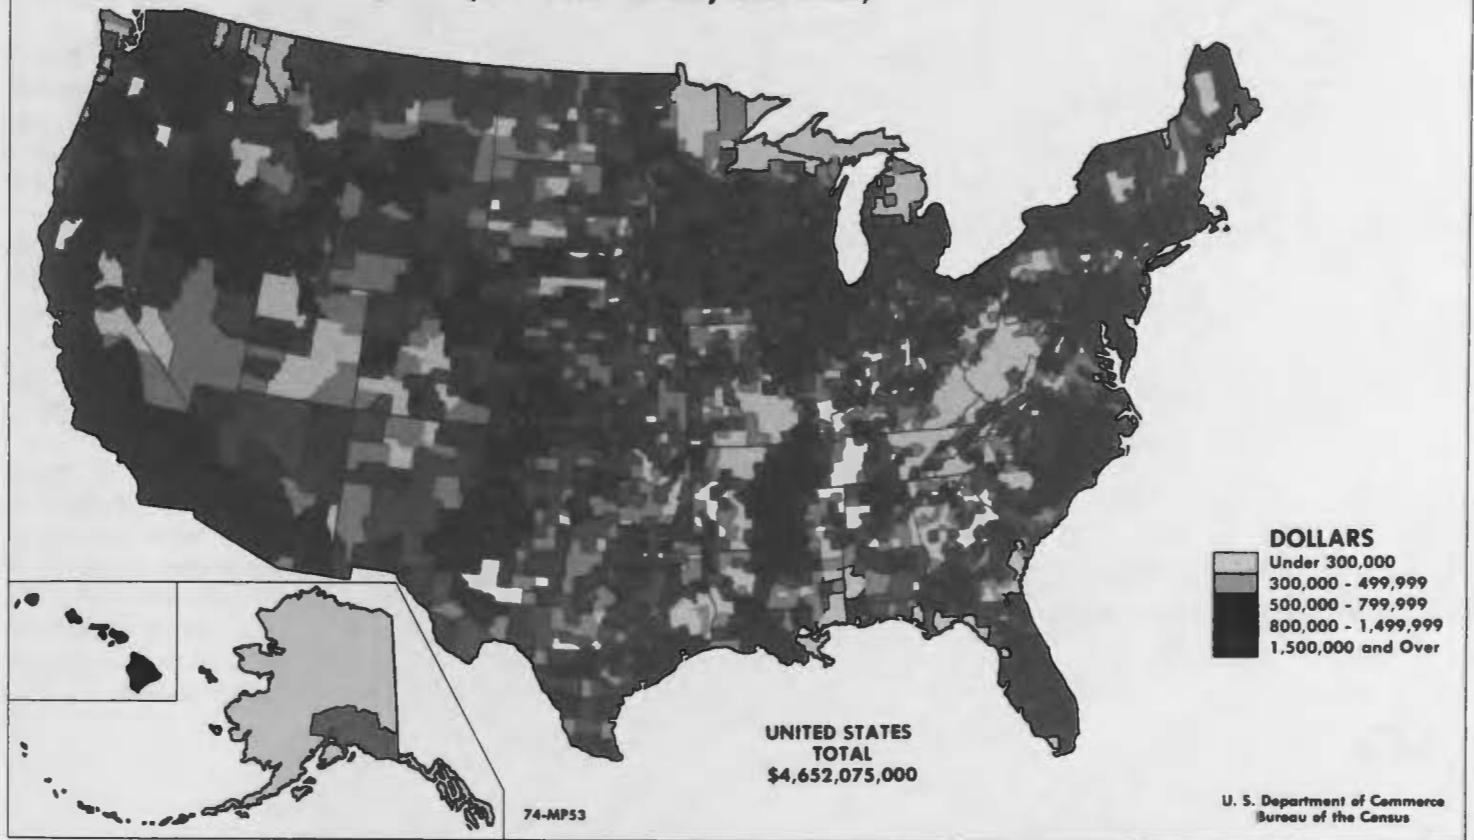 DOLLARS
Under 300,000
300,000 - 499,999
500,000 - 799,999
800,000 - 1,499,999
1,500,000 and Over
UNITED STATES
TOTAL
$4,652,075,000
74-MP53
U. S. Department of Commerce
Bureau of the Census